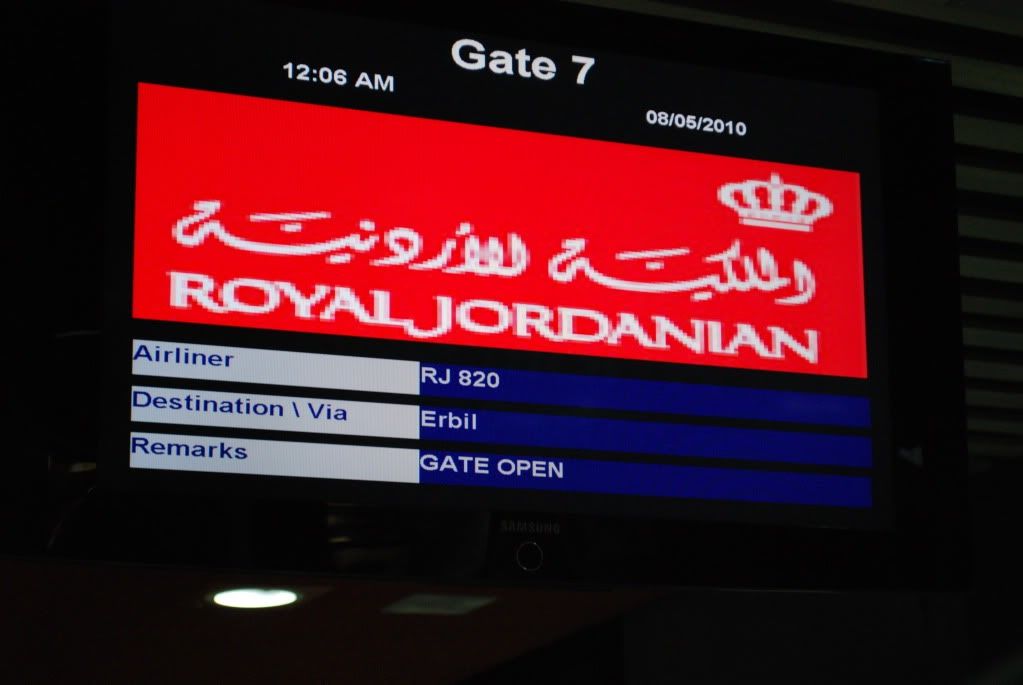 Gate 7
12:06 AM
08/05/2010
الملكية الأردنية
ROYAL JORDANIAN
Airliner
RJ 820
Destination \ Via
Erbil
Remarks
GATE OPEN
SAMSUNG